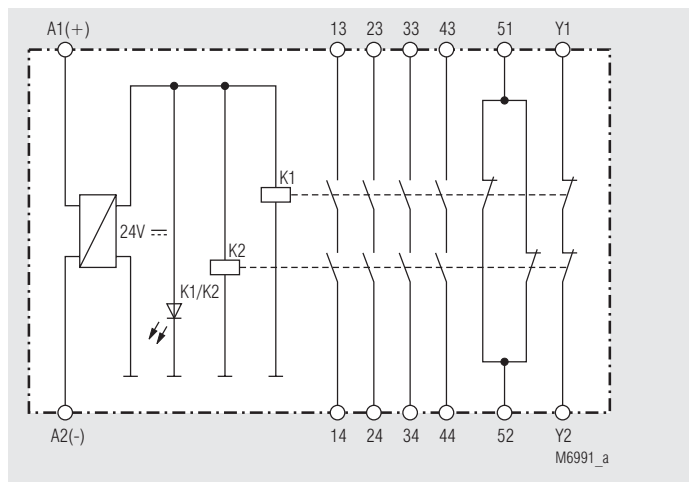 A1(+) 13 23 33 43 51 Y1
K1
24V
K2
K1/K2
A2(-) 14 24 34 44 52 Y2
M6991_a